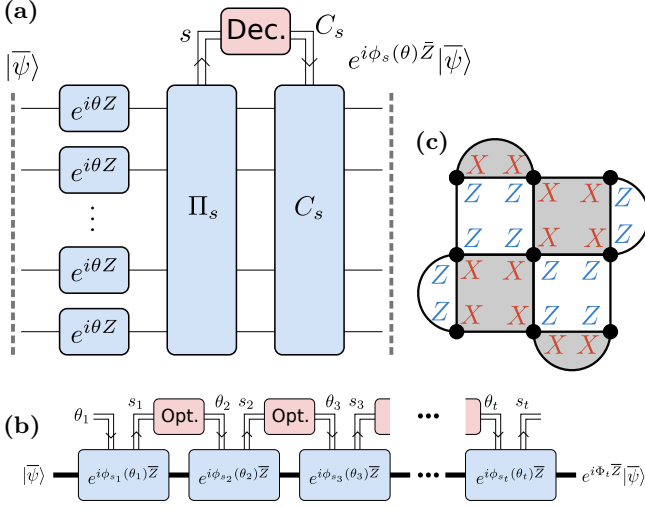 (a)
s Dec. C_s
|ψ̅⟩ e^{iϕ_s(θ)Z̅}|ψ̅⟩
e^{iθZ}
e^{iθZ}
⋮
e^{iθZ}
e^{iθZ}
Π_s
C_s
(c)
X X
Z Z X X Z
Z Z X X Z
Z X X Z Z
Z X X Z Z
X X
(b)
θ_1 s_1 Opt. θ_2 s_2 Opt. θ_3 s_3 ••• θ_t s_t
|ψ̅⟩ e^{iϕ_{s_1}(θ_1)Z̅} e^{iϕ_{s_2}(θ_2)Z̅} e^{iϕ_{s_3}(θ_3)Z̅} ••• e^{iϕ_{s_t}(θ_t)Z̅} e^{iΦ_tZ̅}|ψ̅⟩